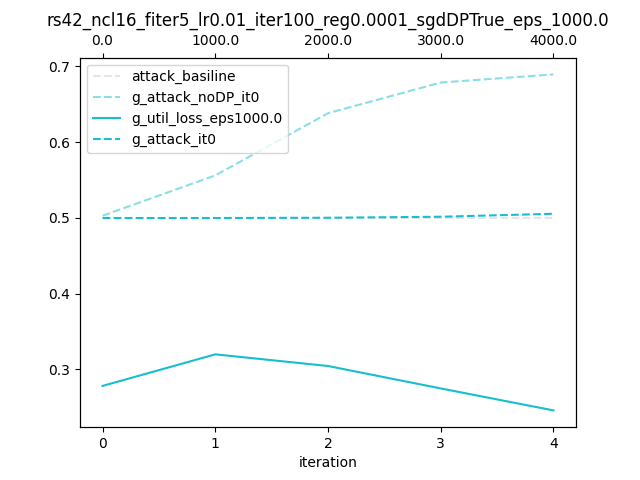 rs42_ncl16_fiter5_lr0.01_iter100_reg0.0001_sgdDPTrue_eps_1000.0
0.0 1000.0 2000.0 3000.0 4000.0
0.7
attack_basiline
g_attack_noDP_it0
g_util_loss_eps1000.0
g_attack_it0
0.6
0.5
0.4
0.3
0 1 2 3 4
iteration